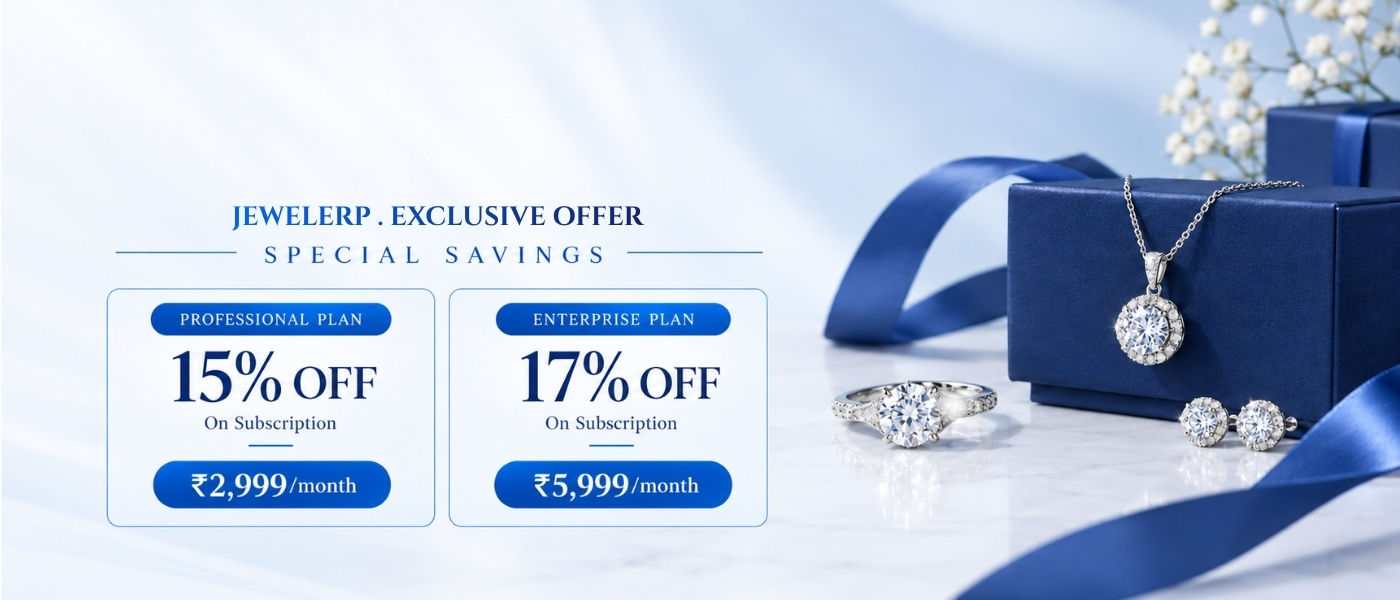 JEWELERP . EXCLUSIVE OFFER
SPECIAL SAVINGS
PROFESSIONAL PLAN
15% OFF
On Subscription
₹2,999/month
ENTERPRISE PLAN
17% OFF
On Subscription
₹5,999/month